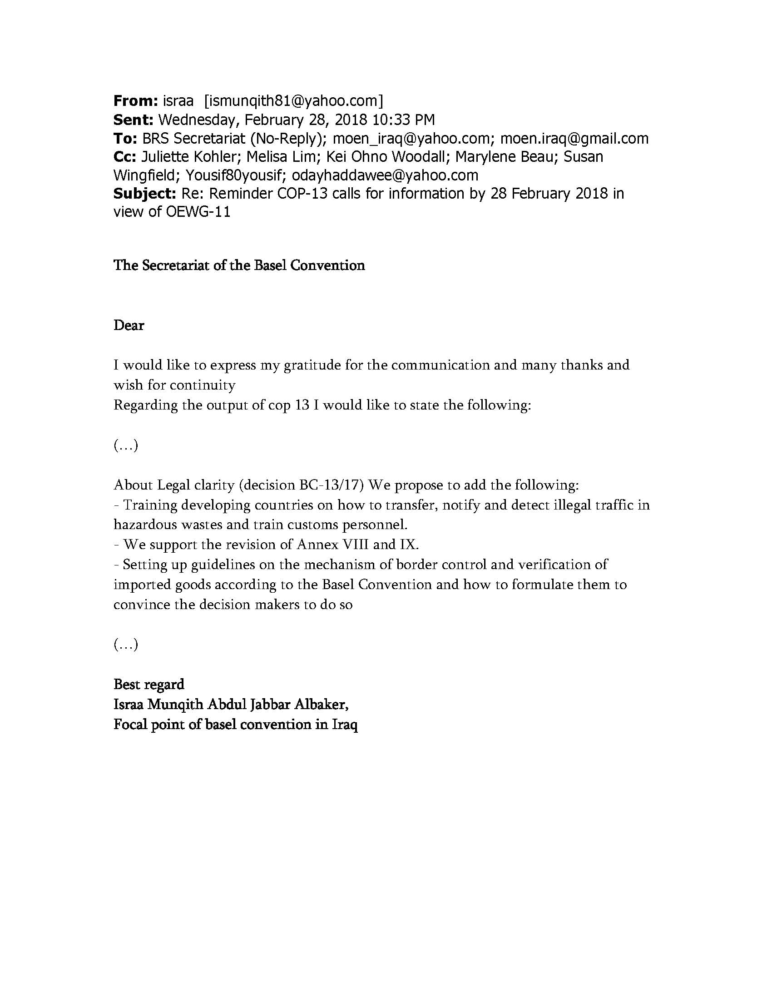 From: israa  [ismunqith81@yahoo.com]
Sent: Wednesday, February 28, 2018 10:33 PM
To: BRS Secretariat (No-Reply); moen_iraq@yahoo.com; moen.iraq@gmail.com
Cc: Juliette Kohler; Melisa Lim; Kei Ohno Woodall; Marylene Beau; Susan
Wingfield; Yousif80yousif; odayhaddawee@yahoo.com
Subject: Re: Reminder COP-13 calls for information by 28 February 2018 in
view of OEWG-11
The Secretariat of the Basel Convention
Dear
I would like to express my gratitude for the communication and many thanks and
wish for continuity
Regarding the output of cop 13 I would like to state the following:
(…)
About Legal clarity (decision BC-13/17) We propose to add the following:
- Training developing countries on how to transfer, notify and detect illegal traffic in
hazardous wastes and train customs personnel.
- We support the revision of Annex VIII and IX.
- Setting up guidelines on the mechanism of border control and verification of
imported goods according to the Basel Convention and how to formulate them to
convince the decision makers to do so
(…)
Best regard
Israa Munqith Abdul Jabbar Albaker,
Focal point of basel convention in Iraq